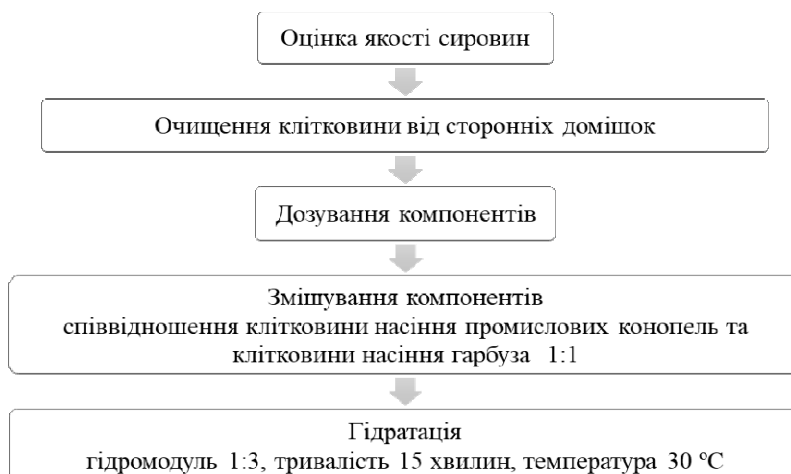 Оцінка якості сировин
Очищення клітковини від сторонніх домішок
Дозування компонентів
Змішування компонентів
співвідношення клітковини насіння промислових конопель та
клітковини насіння гарбуза 1:1
Гідратація
гідромодуль 1:3, тривалість 15 хвилин, температура 30 °С